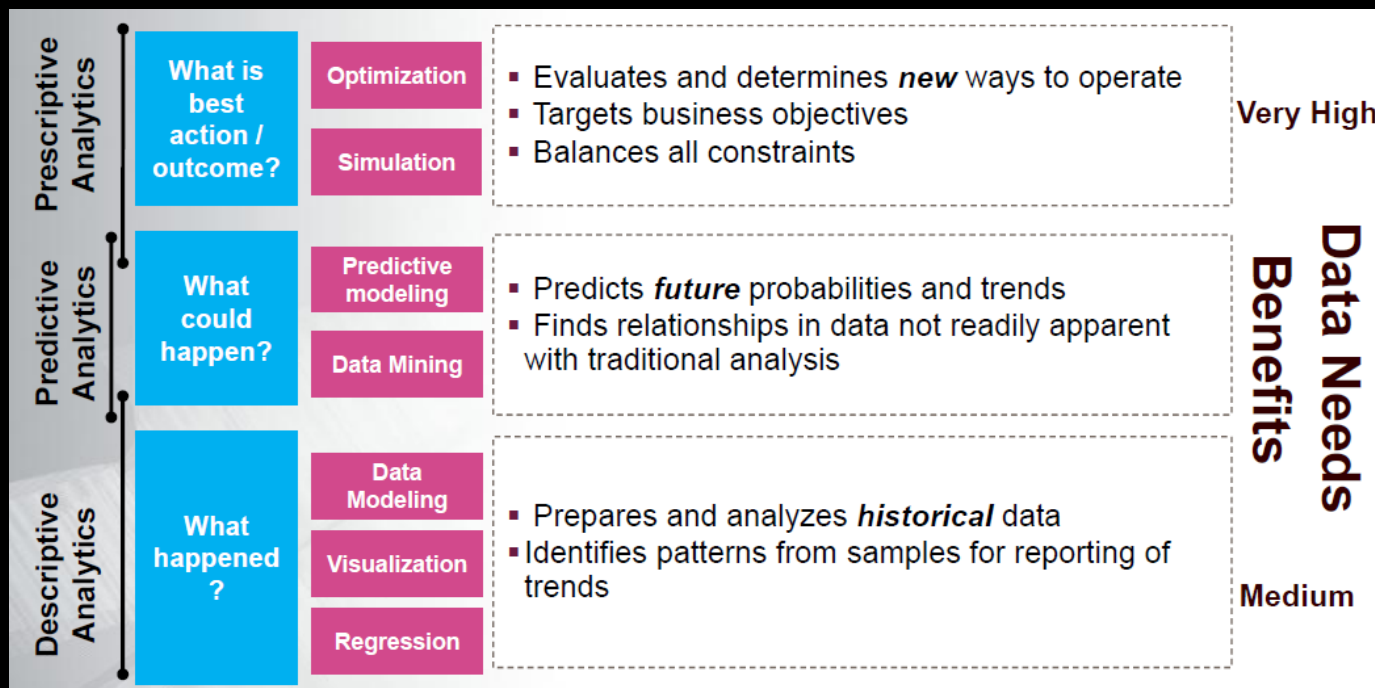 Prescriptive
Analytics
What is
best
action /
outcome?
Optimization
Simulation
▪ Evaluates and determines new ways to operate
▪ Targets business objectives
▪ Balances all constraints
Very High
Predictive
Analytics
What
could
happen?
Predictive
modeling
Data Mining
▪ Predicts future probabilities and trends
▪ Finds relationships in data not readily apparent
with traditional analysis
Benefits
Data Needs
Descriptive
Analytics
What
happened
?
Data
Modeling
Visualization
Regression
▪ Prepares and analyzes historical data
▪ Identifies patterns from samples for reporting of
trends
Medium